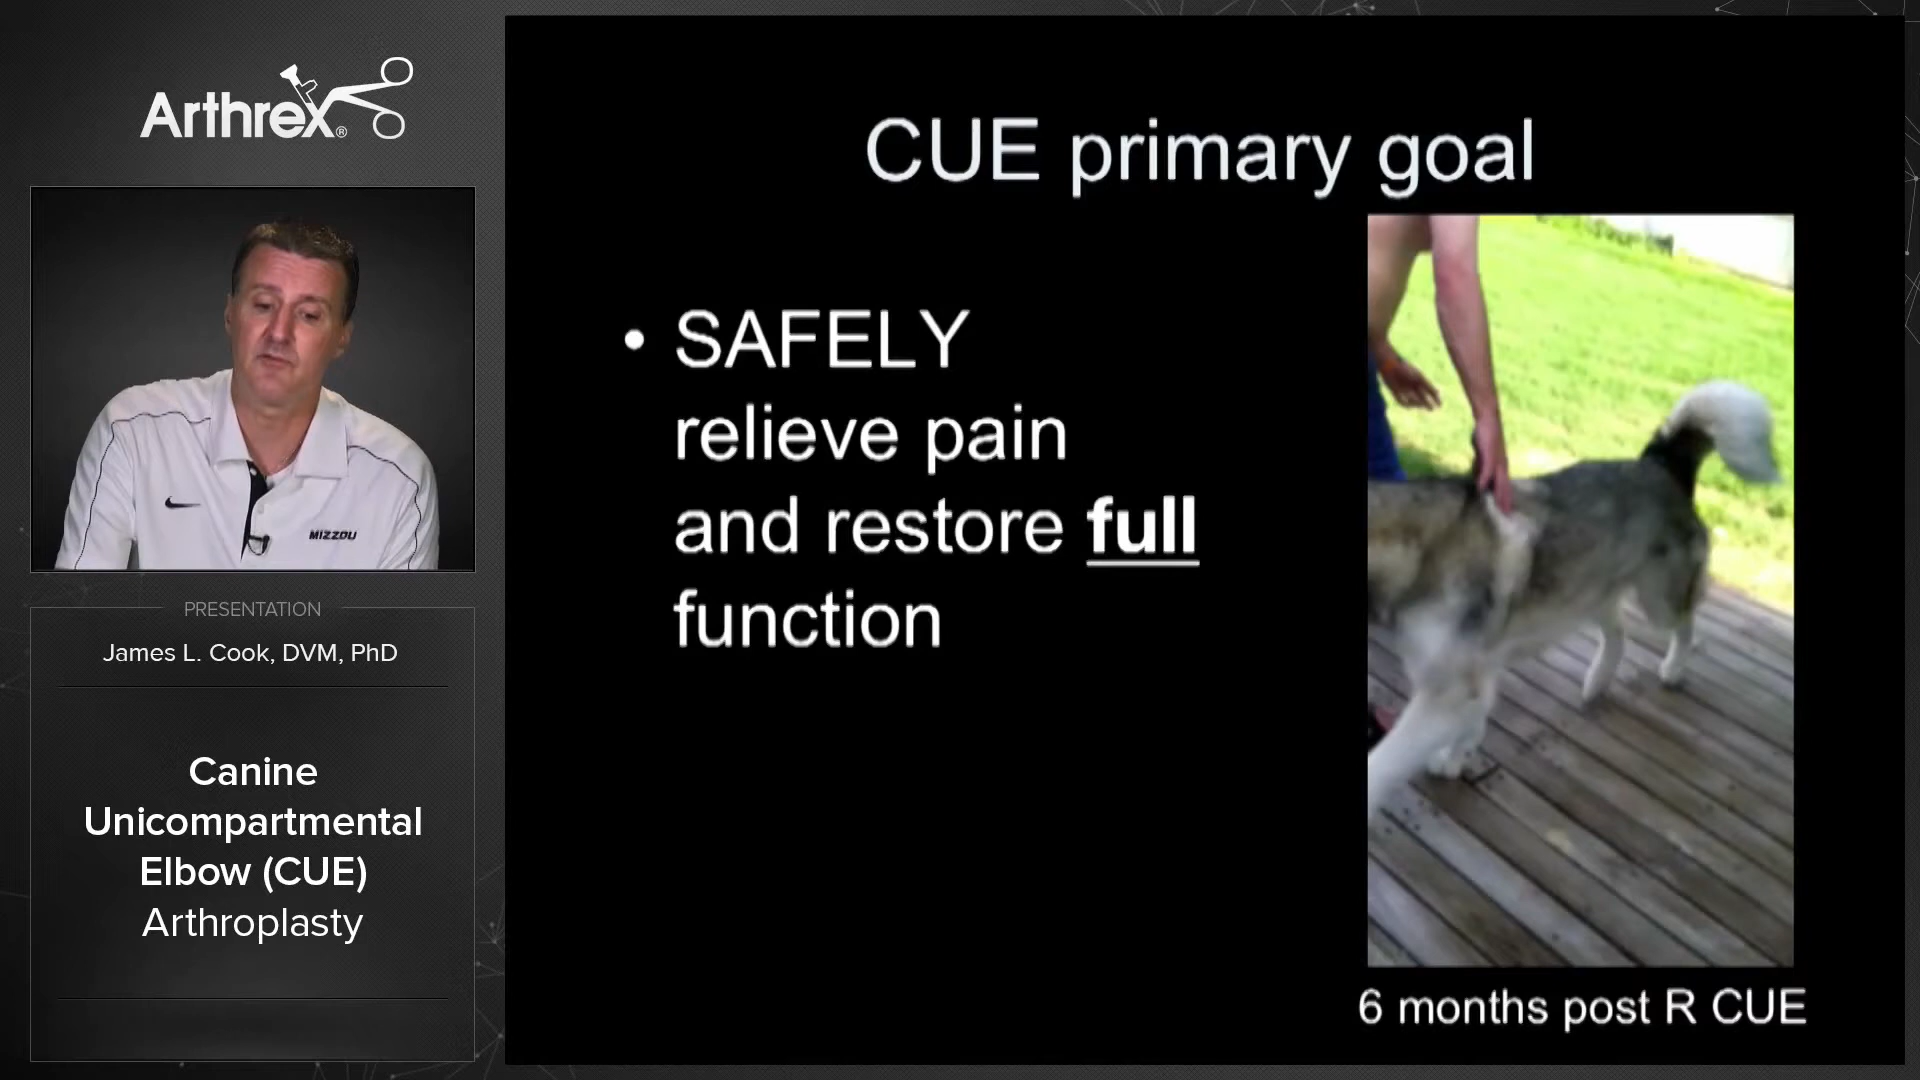 Arthrex®
MIZZOU
PRESENTATION
James L. Cook, DVM, PhD
Canine
Unicompartmental
Elbow (CUE)
Arthroplasty
CUE primary goal
• SAFELY
relieve pain
and restore full
function
6 months post R CUE